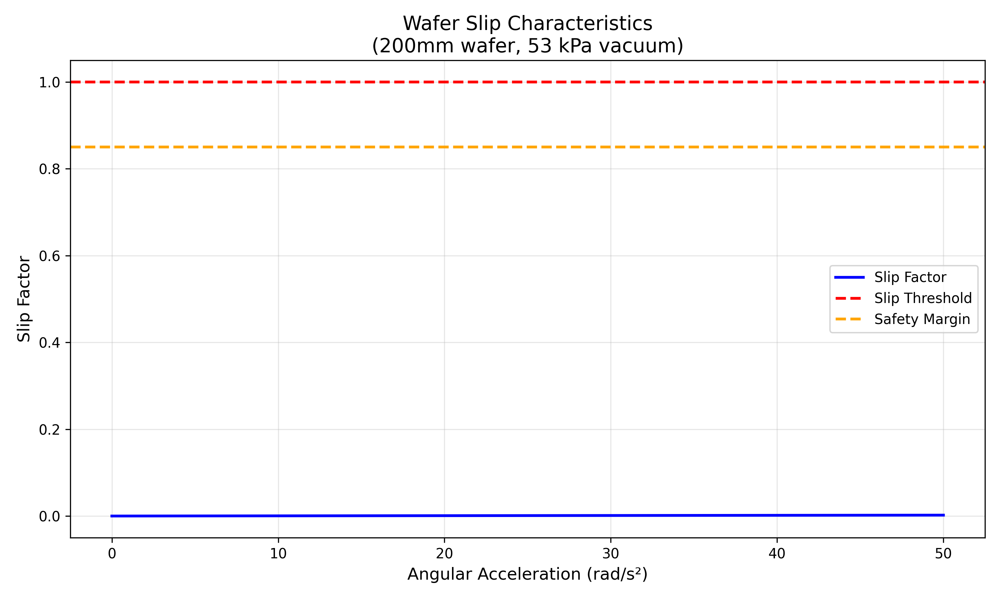 Wafer Slip Characteristics
(200mm wafer, 53 kPa vacuum)
Slip Factor
1.0
0.8
0.6
0.4
0.2
0.0
Slip Factor
Slip Threshold
Safety Margin
0 10 20 30 40 50
Angular Acceleration (rad/s²)